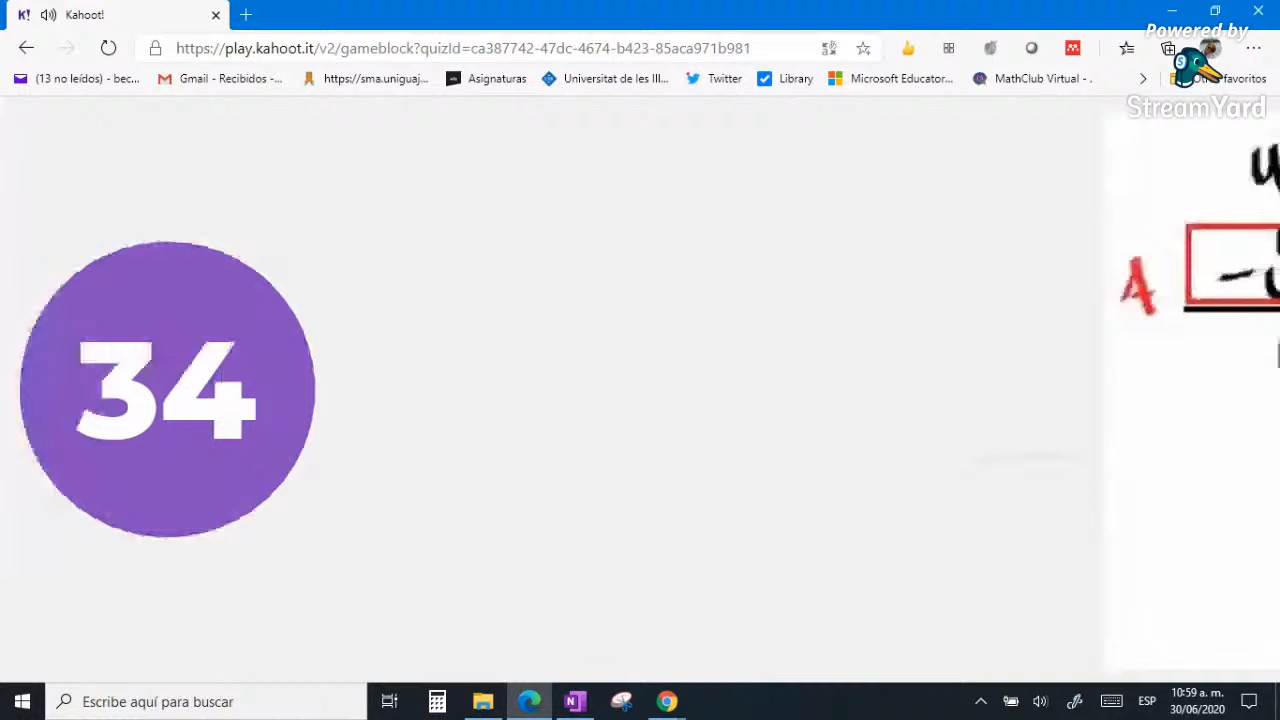 Kahoot!
Powered by
https://play.kahoot.it/v2/gameblock?quizId=ca387742-47dc-4674-b423-85aca971b981
(13 no leídos) - bec...
Gmail - Recibidos -...
https://sma.uniguaj...
Asignaturas
Universitat de les Ill...
Twitter
Library
Microsoft Educator...
MathClub Virtual - .
Otros favoritos
StreamYard
A
34
Escribe aquí para buscar
ESP
10:59 a. m.
30/06/2020